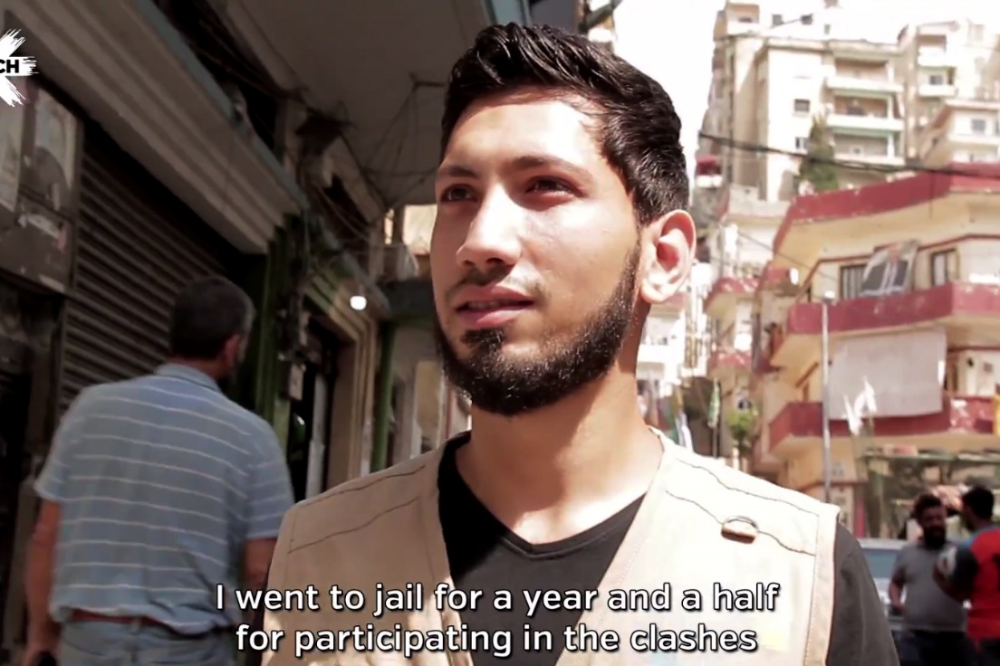 CH
I went to jail for a year and a half
for participating in the clashes